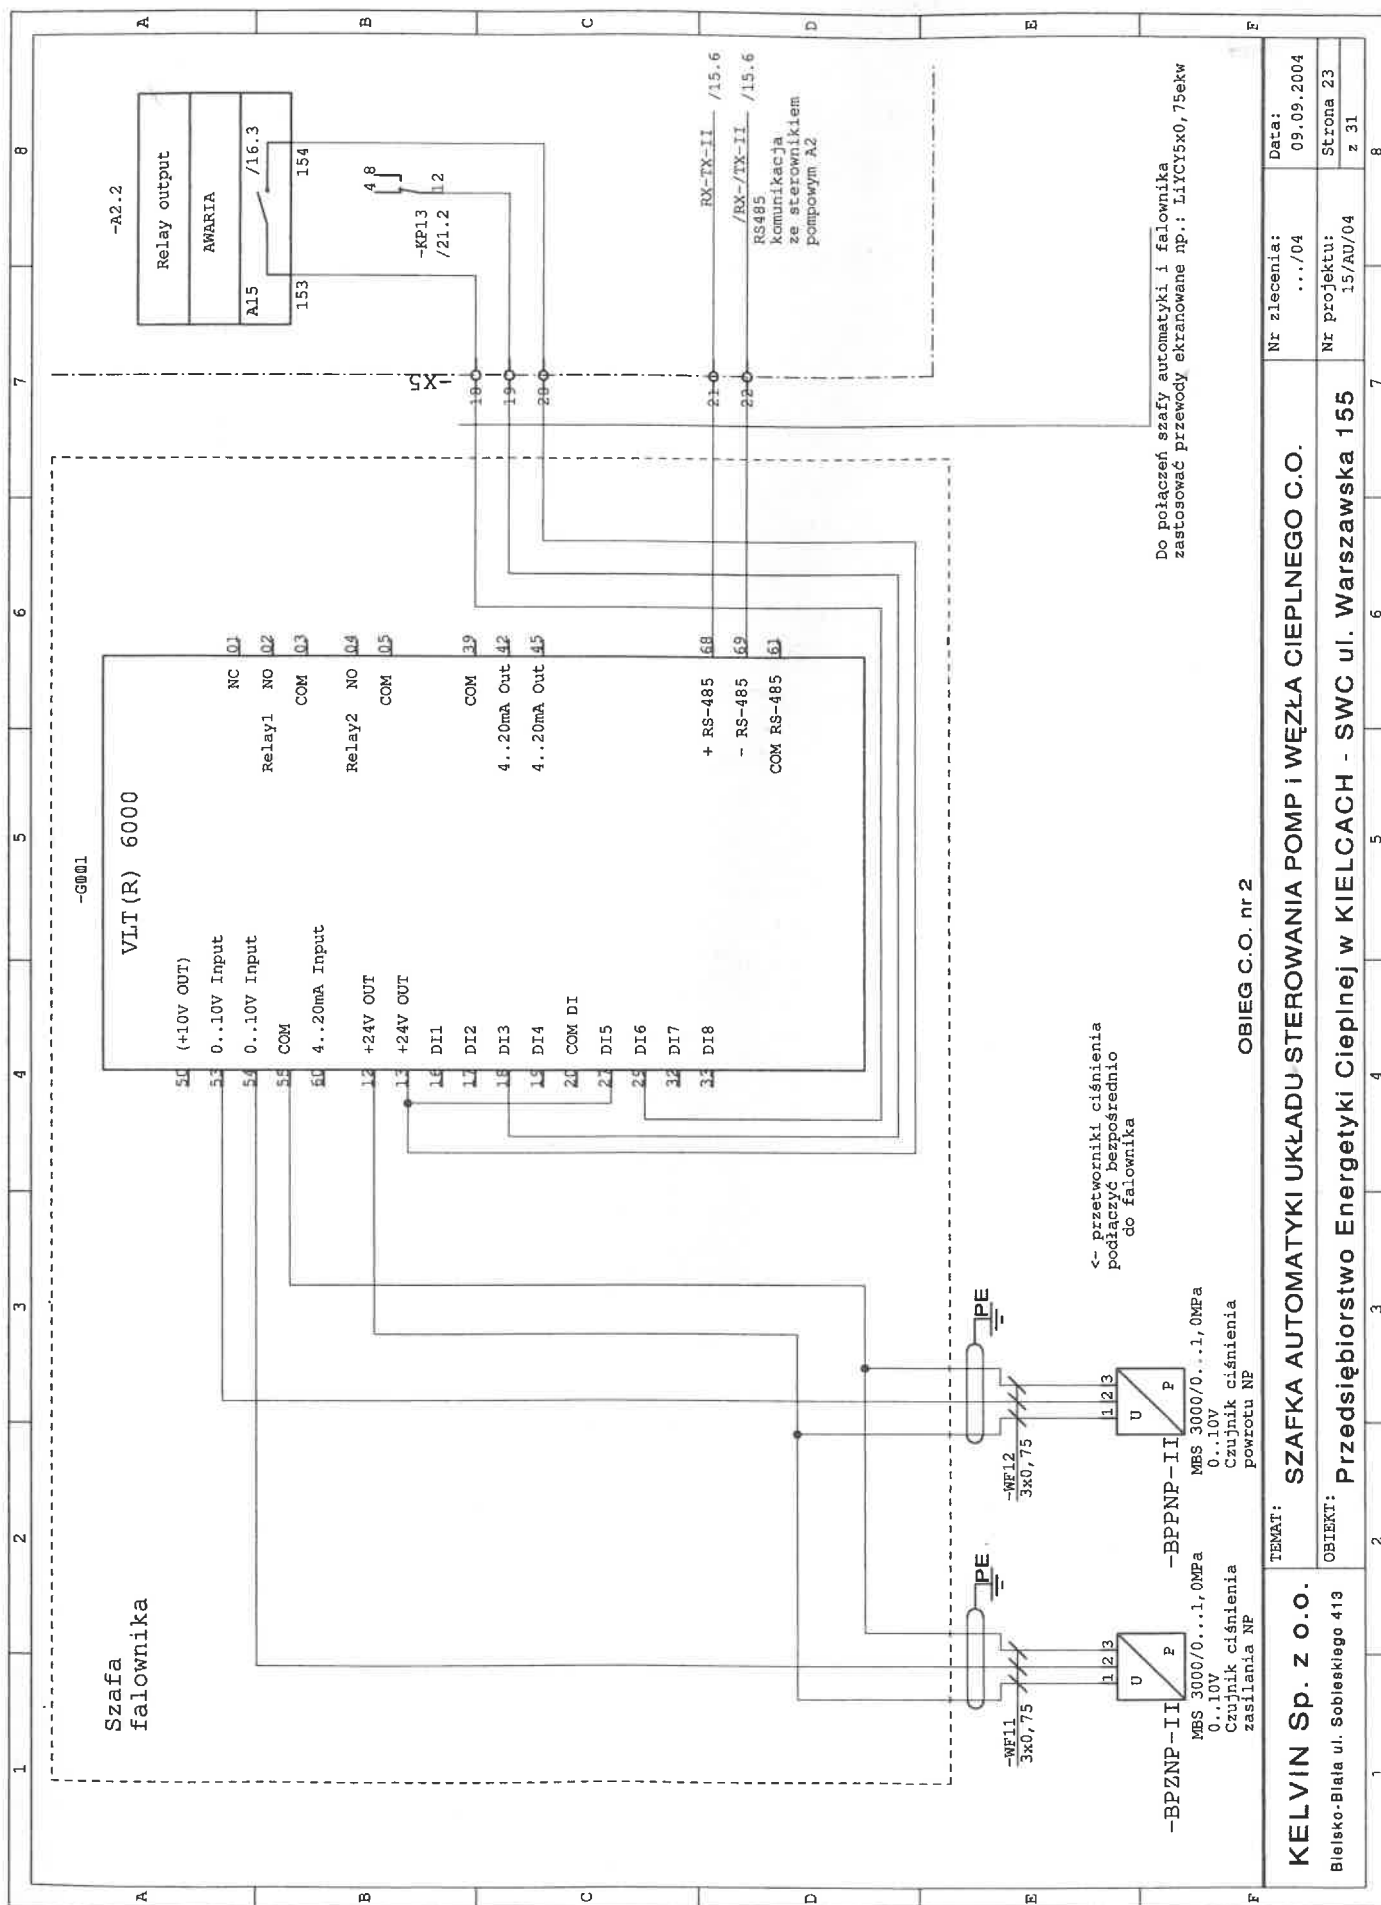 1 2 3 4 5 6 7 8
A
B
C
D
E
F
Szafa
falownika
-G001
VLT(R) 6000
50 (+10V OUT)
53 0..10V Input
54 0..10V Input
55 COM
60 4..20mA Input
12 +24V OUT
13 +24V OUT
16 DI1
17 DI2
18 DI3
19 DI4
20 COM DI
27 DI5
29 DI6
32 DI7
33 DI8
NC 01
Relay1 NO 02
COM 03
Relay2 NO 04
COM 05
COM 39
4..20mA Out 42
4..20mA Out 45
+ RS-485 68
- RS-485 69
COM RS-485 61
-A2.2
Relay output
AWARIA
A15 /16.3
153 154
-KP13
/21.2
4 8
12
-X5
18
19
20
21
22
RX-TX-II /15.6
/RX-/TX-II /15.6
RS485
komunikacja
ze sterownikiem
pompowym A2
Do połączeń szafy automatyki i falownika
zastosować przewody ekranowane np.: LiYCY5x0,75ekw
<- przetworniki ciśnienia
podłączyć bezpośrednio
do falownika
PE
-WF11
3x0,75
1 2 3
U P
-BPZNP-II
MBS 3000/0...1,0MPa
0..10V
Czujnik ciśnienia
zasilania NP
PE
-WF12
3x0,75
1 2 3
U P
-BPPNP-II
MBS 3000/0...1,0MPa
0..10V
Czujnik ciśnienia
powrotu NP
OBIEG C.O. nr 2
KELVIN Sp. z o.o.
Bielsko-Biała ul. Sobieskiego 413
TEMAT: SZAFKA AUTOMATYKI UKŁADU STEROWANIA POMP i WĘZŁA CIEPLNEGO C.O.
OBIEKT: Przedsiębiorstwo Energetyki Cieplnej w KIELCACH - SWC ul. Warszawska 155
Nr zlecenia:
.../04
Nr projektu:
15/AU/04
Data:
09.09.2004
Strona 23
z 31
A
B
C
D
E
F
1 2 3 4 5 6 7 8